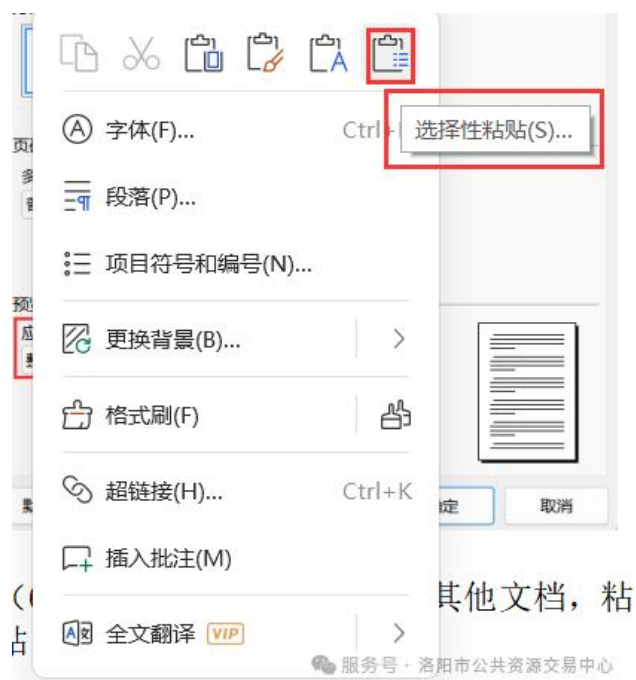 选择性粘贴(S)...
字体(F)...
段落(P)...
项目符号和编号(N)...
更换背景(B)...
格式刷(F)
超链接(H)...
Ctrl+K
取消
插入批注(M)
其他文档，粘
全文翻译 VIP
服务号·洛阳市公共资源交易中心